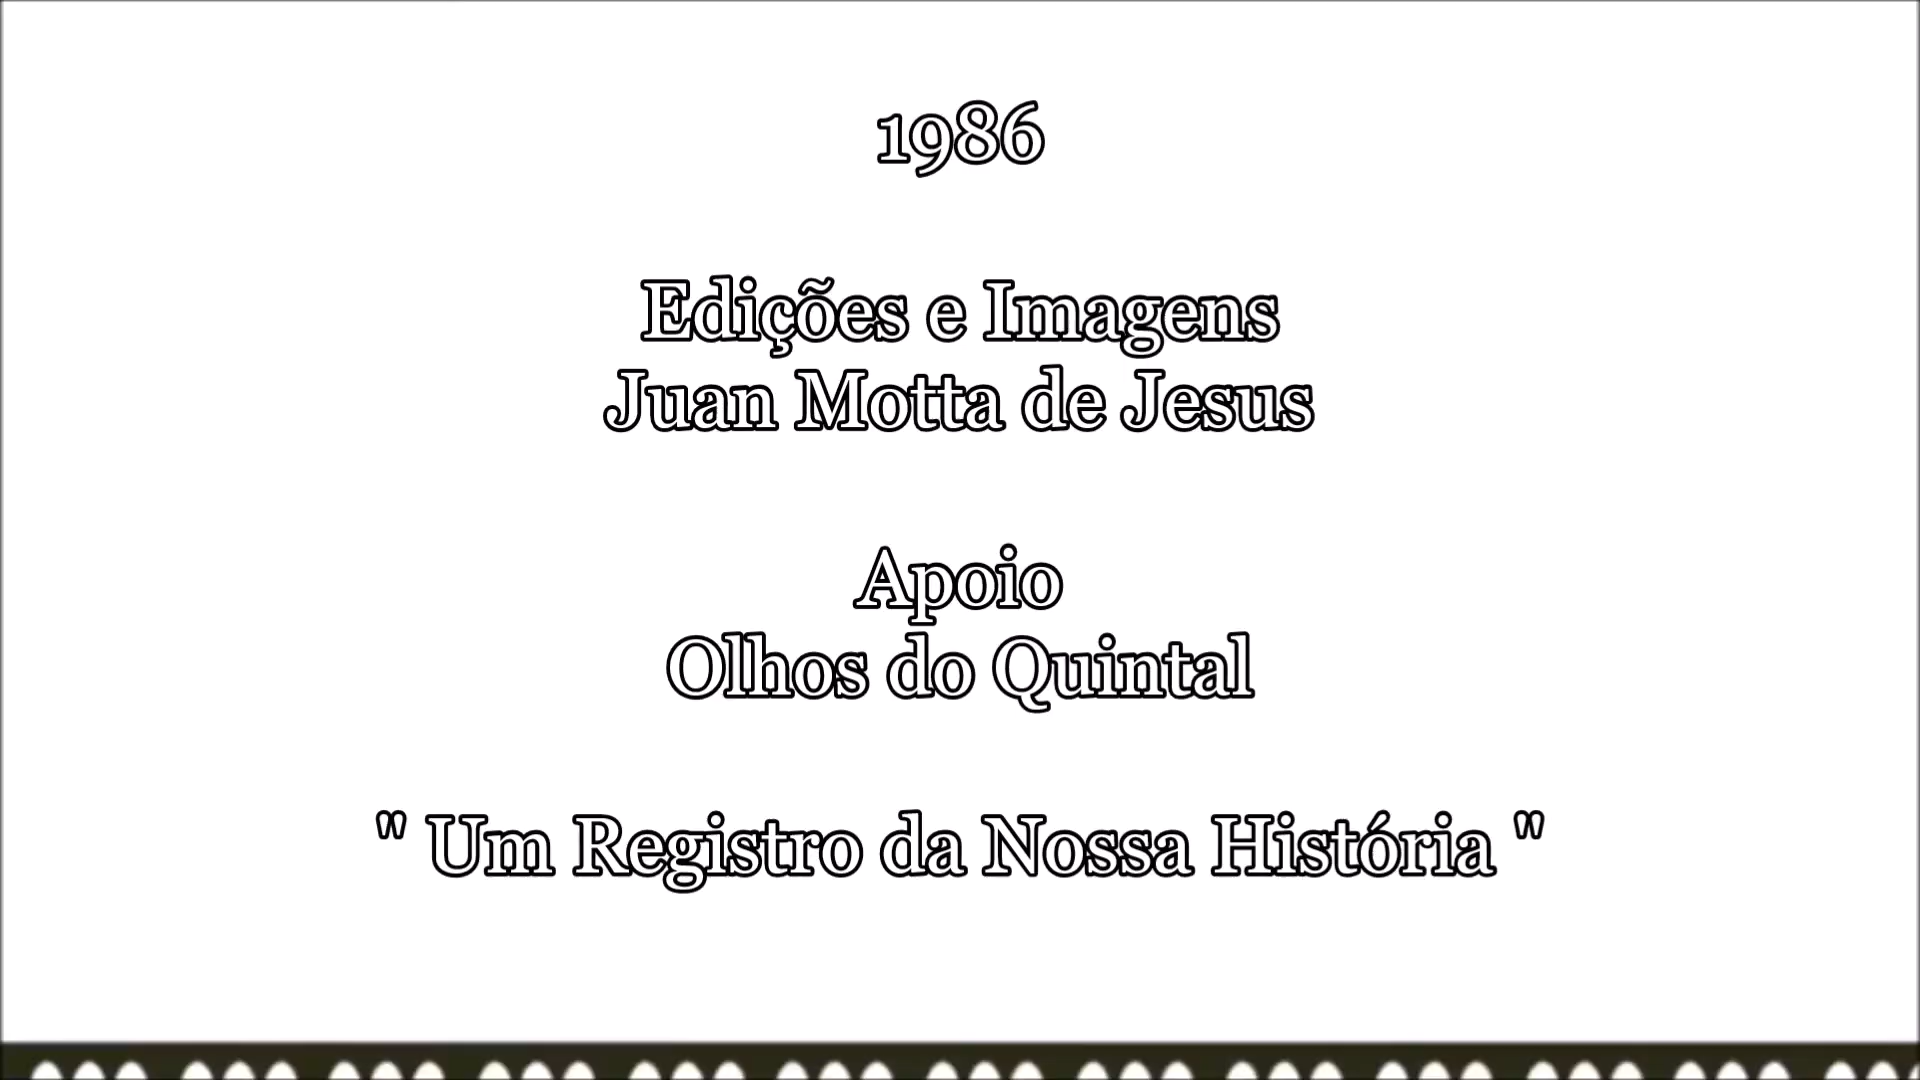 1986
Edições e Imagens
Juan Motta de Jesus
Apoio
Olhos do Quintal
" Um Registro da Nossa História "